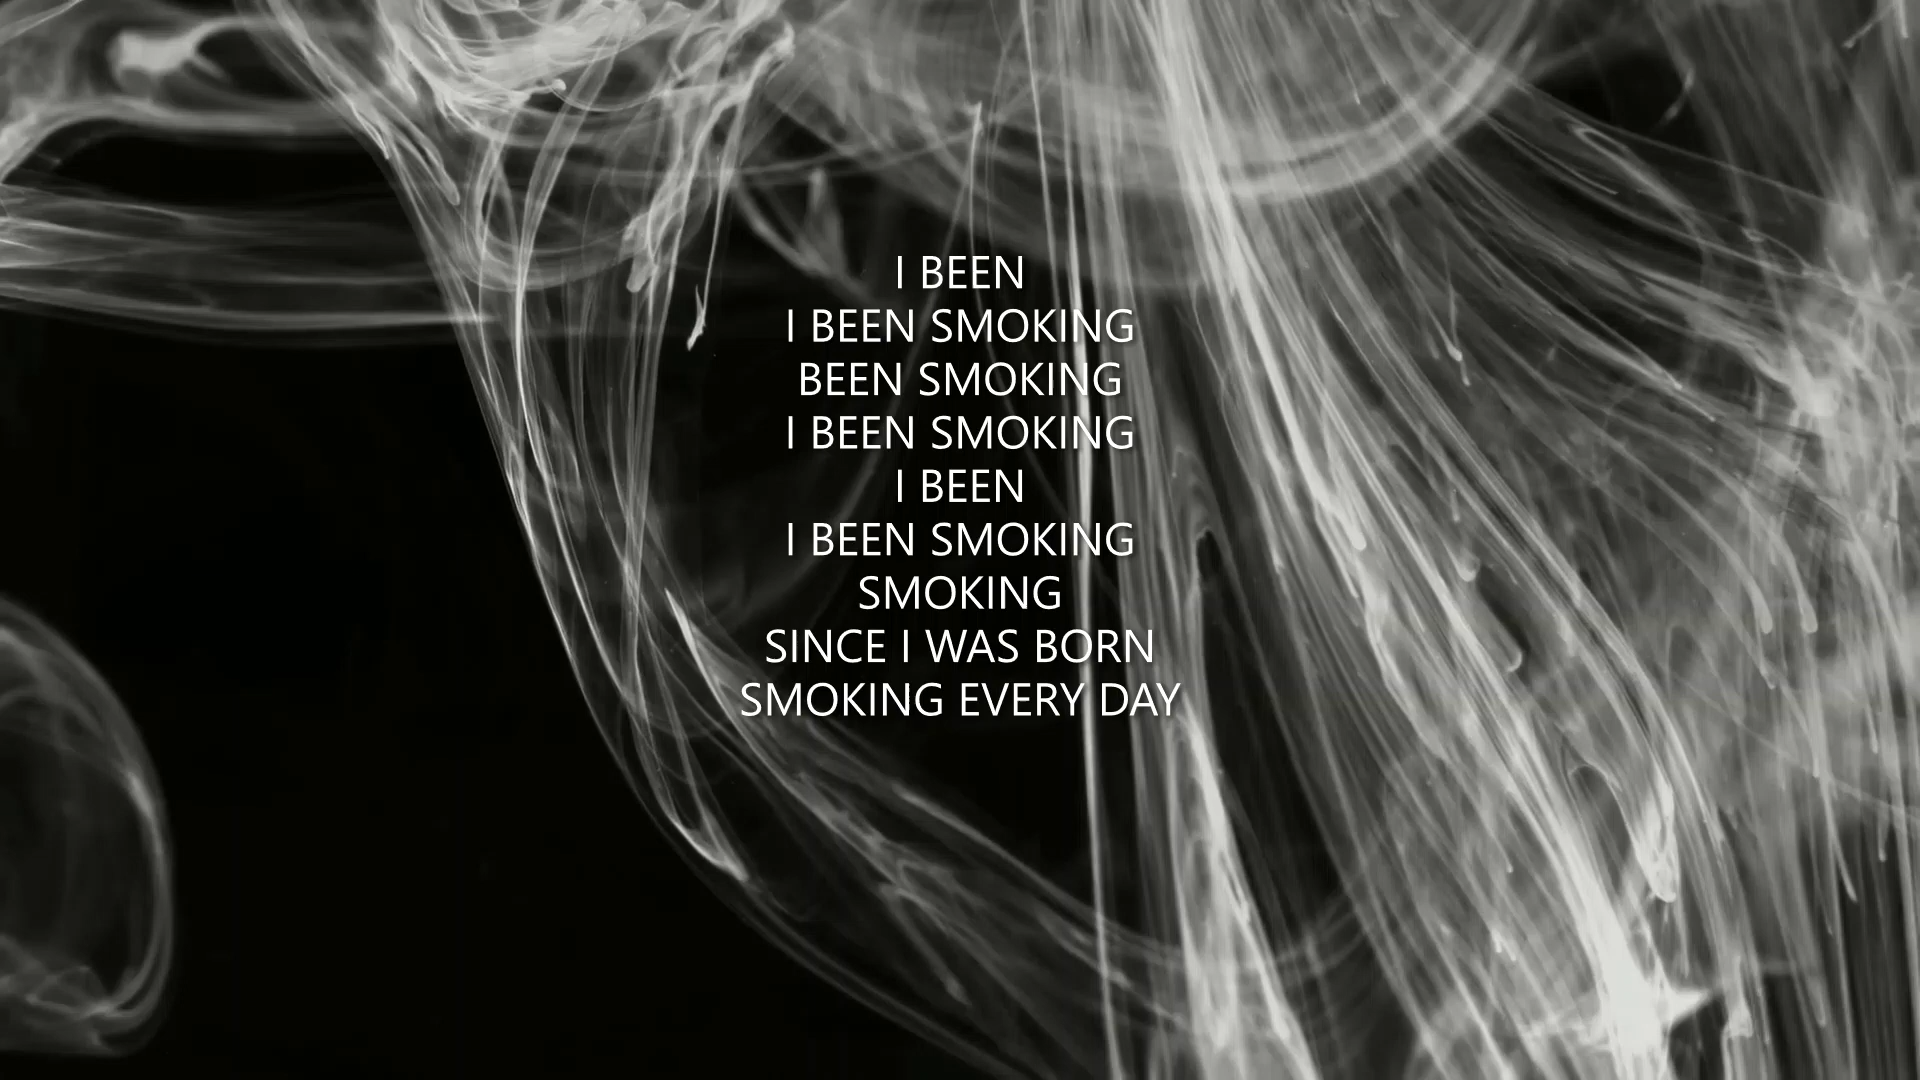 I BEEN
I BEEN SMOKING
BEEN SMOKING
I BEEN SMOKING
I BEEN
I BEEN SMOKING
SMOKING
SINCE I WAS BORN
SMOKING EVERY DAY